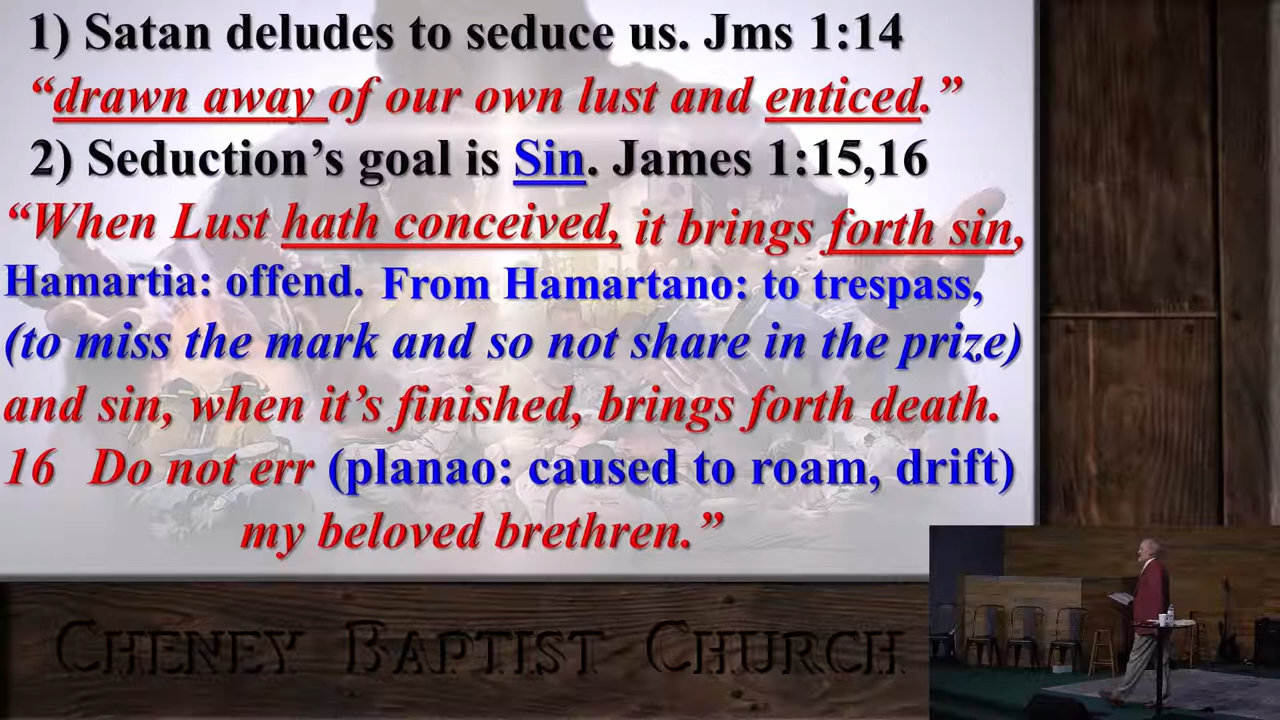 1) Satan deludes to seduce us. Jms 1:14
“drawn away of our own lust and enticed.”
2) Seduction’s goal is Sin. James 1:15,16
“When Lust hath conceived, it brings forth sin,
Hamartia: offend. From Hamartano: to trespass,
(to miss the mark and so not share in the prize)
and sin, when it’s finished, brings forth death.
16 Do not err (planao: caused to roam, drift)
my beloved brethren.”
CHENEY BAPTIST CHURCH